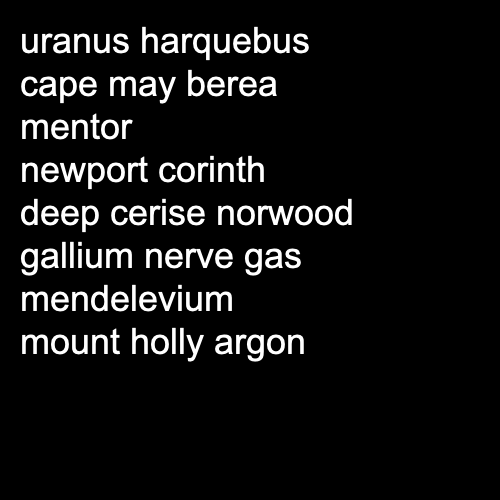 uranus harquebus
cape may berea
mentor
newport corinth
deep cerise norwood
gallium nerve gas
mendelevium
mount holly argon